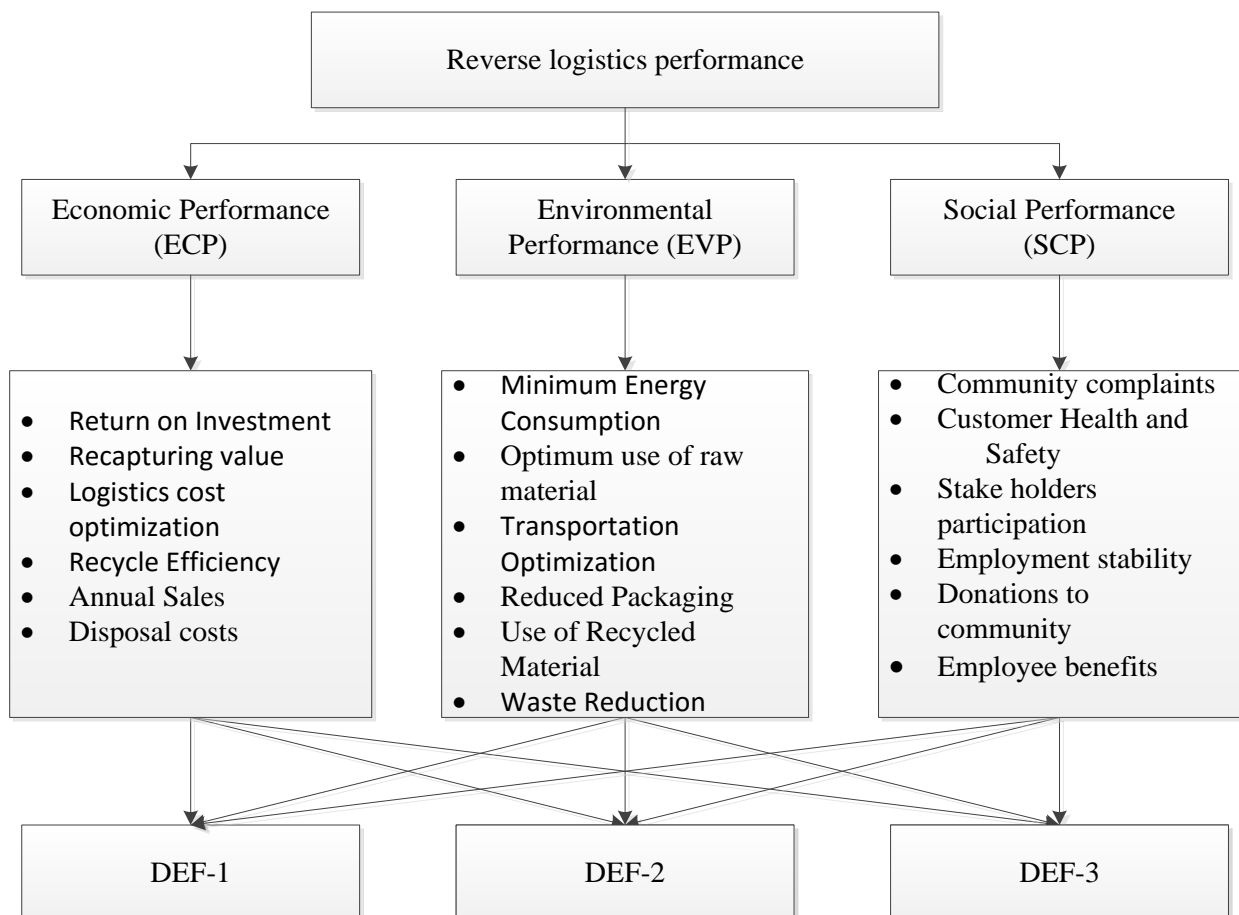 Reverse logistics performance
Economic Performance
(ECP)
Environmental
Performance (EVP)
Social Performance
(SCP)
• Return on Investment
• Recapturing value
• Logistics cost
optimization
• Recycle Efficiency
• Annual Sales
• Disposal costs
• Minimum Energy
Consumption
• Optimum use of raw
material
• Transportation
Optimization
• Reduced Packaging
• Use of Recycled
Material
• Waste Reduction
• Community complaints
• Customer Health and
Safety
• Stake holders
participation
• Employment stability
• Donations to
community
• Employee benefits
DEF-1
DEF-2
DEF-3